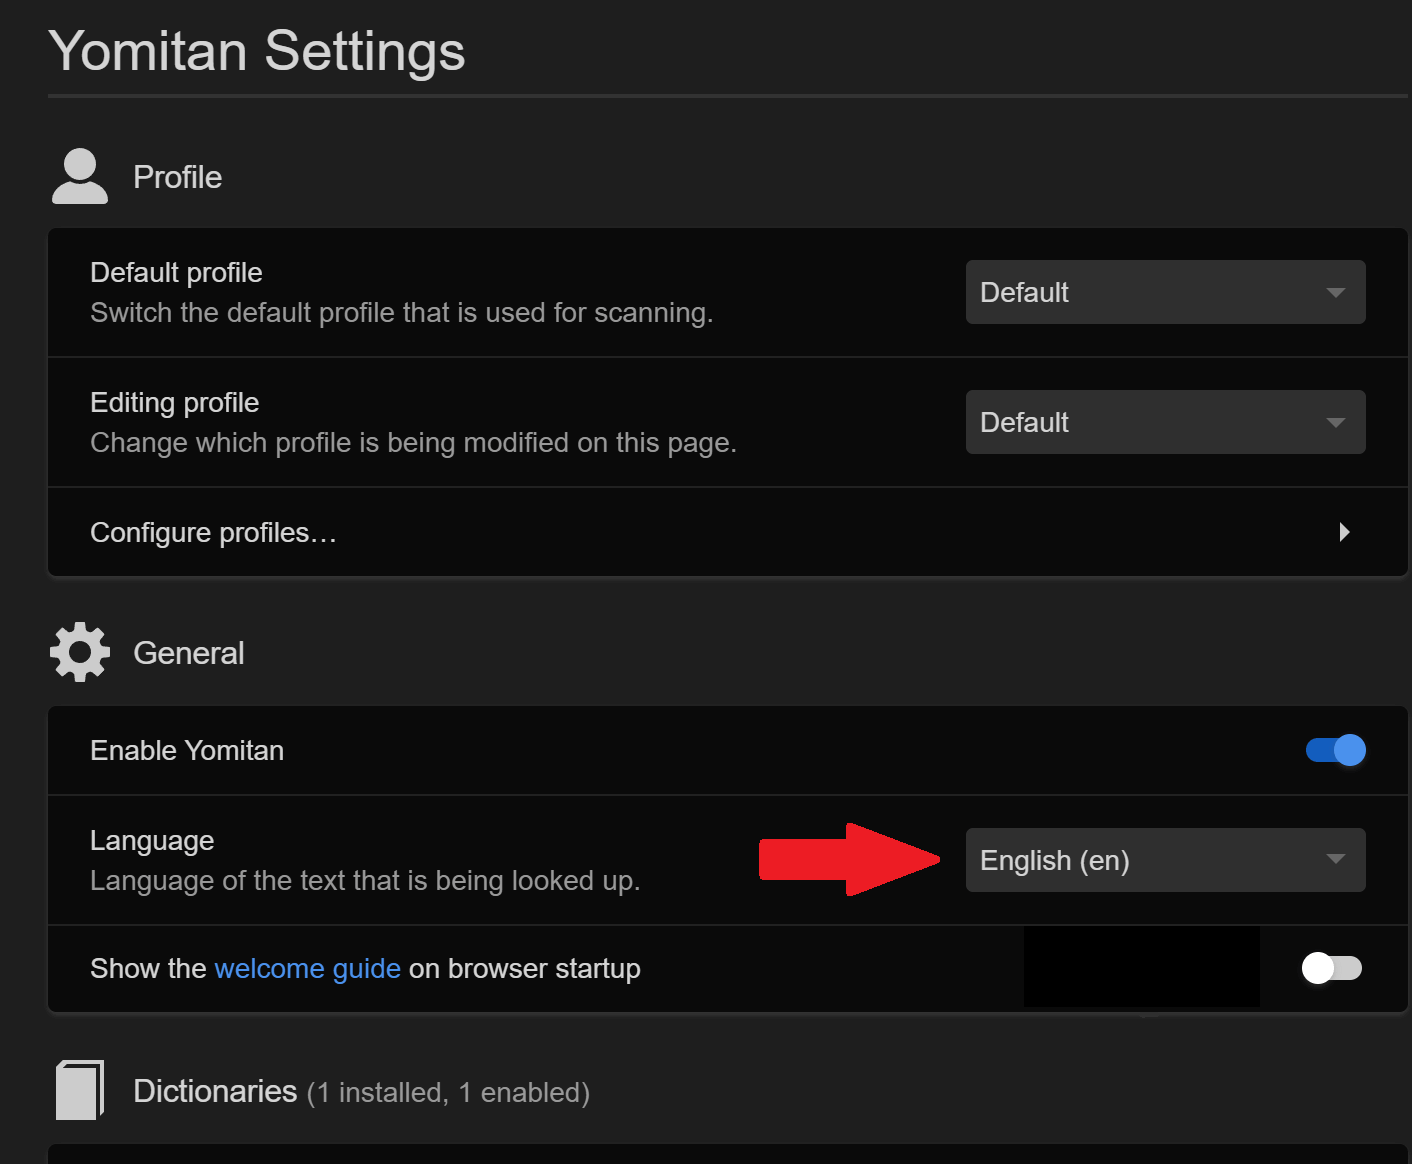 Yomitan Settings
Profile
Default profile
Switch the default profile that is used for scanning.
Default
Editing profile
Change which profile is being modified on this page.
Default
Configure profiles…
General
Enable Yomitan
Language
Language of the text that is being looked up.
English (en)
Show the welcome guide on browser startup
Dictionaries (1 installed, 1 enabled)